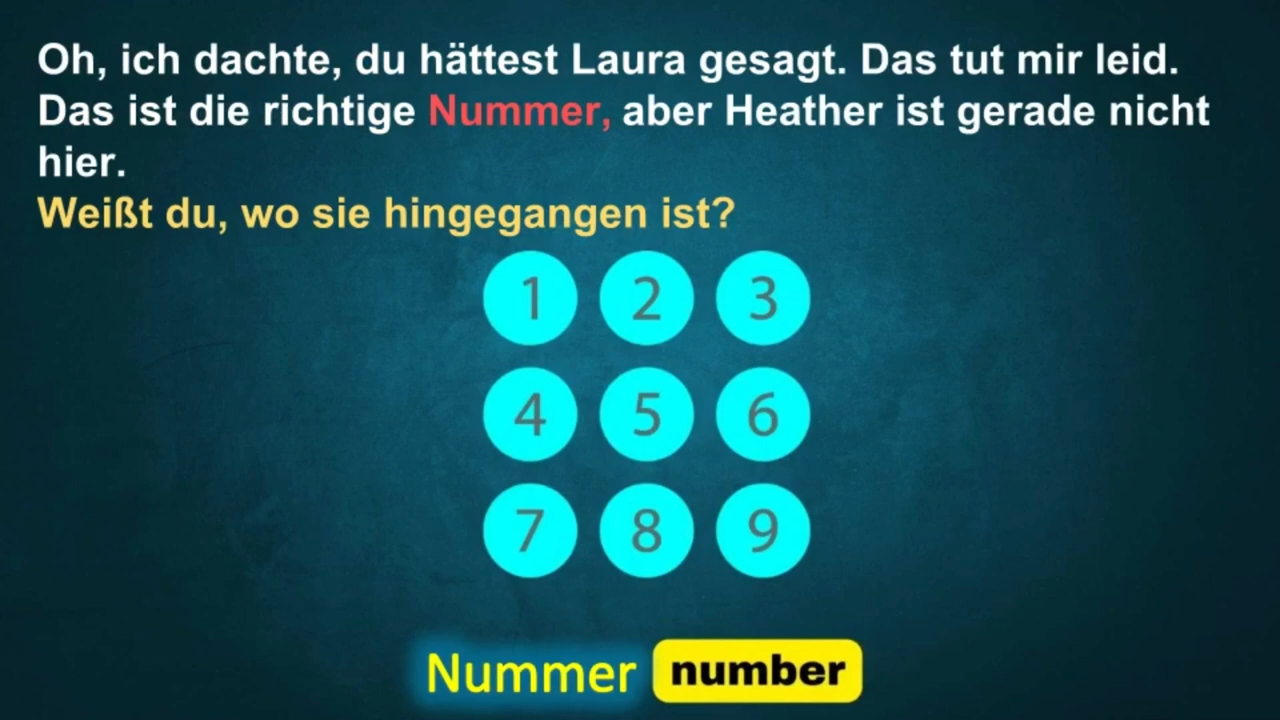 Oh, ich dachte, du hättest Laura gesagt. Das tut mir leid.
Das ist die richtige Nummer, aber Heather ist gerade nicht
hier.
Weißt du, wo sie hingegangen ist?
1 2 3
4 5 6
7 8 9
Nummer number